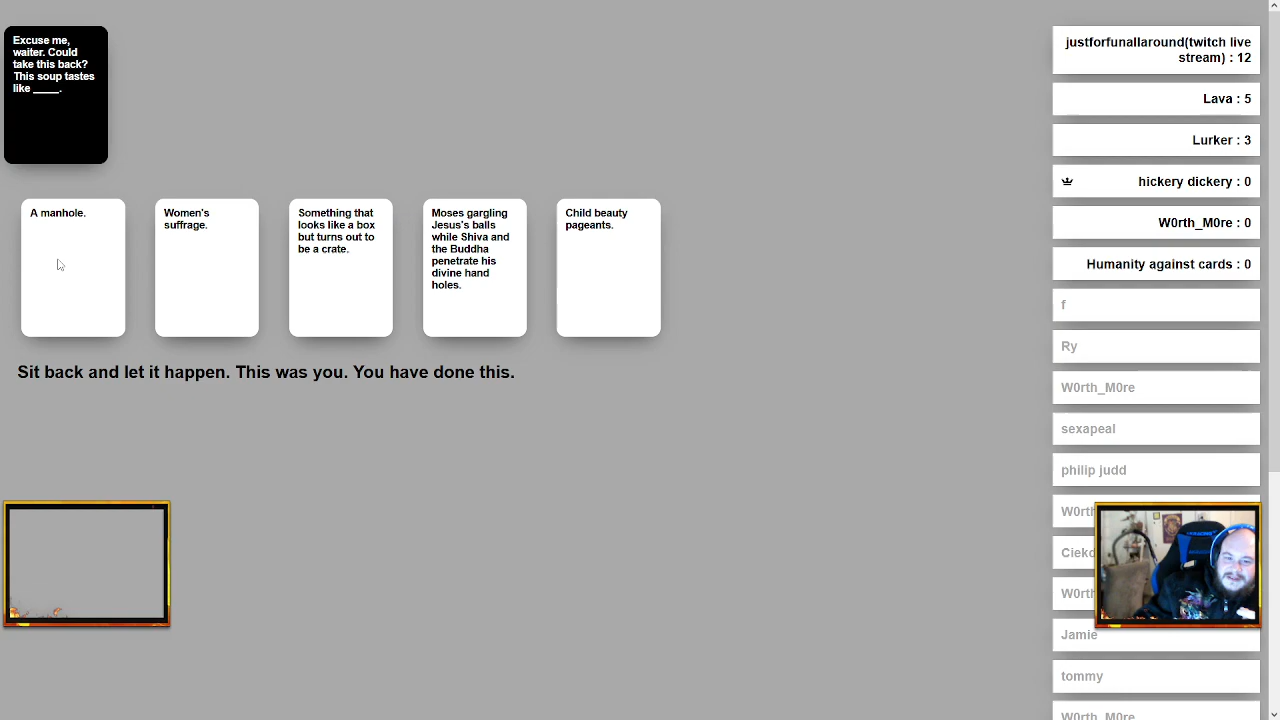 Excuse me,
waiter. Could
take this back?
This soup tastes
like _____.
A manhole.
Women's
suffrage.
Something that
looks like a box
but turns out to
be a crate.
Moses gargling
Jesus's balls
while Shiva and
the Buddha
penetrate his
divine hand
holes.
Child beauty
pageants.
Sit back and let it happen. This was you. You have done this.
justforfunallaround(twitch live
stream) : 12
Lava : 5
Lurker : 3
hickery dickery : 0
W0rth_M0re : 0
Humanity against cards : 0
f
Ry
W0rth_M0re
sexapeal
philip judd
Jamie
tommy
W0rth_M0re